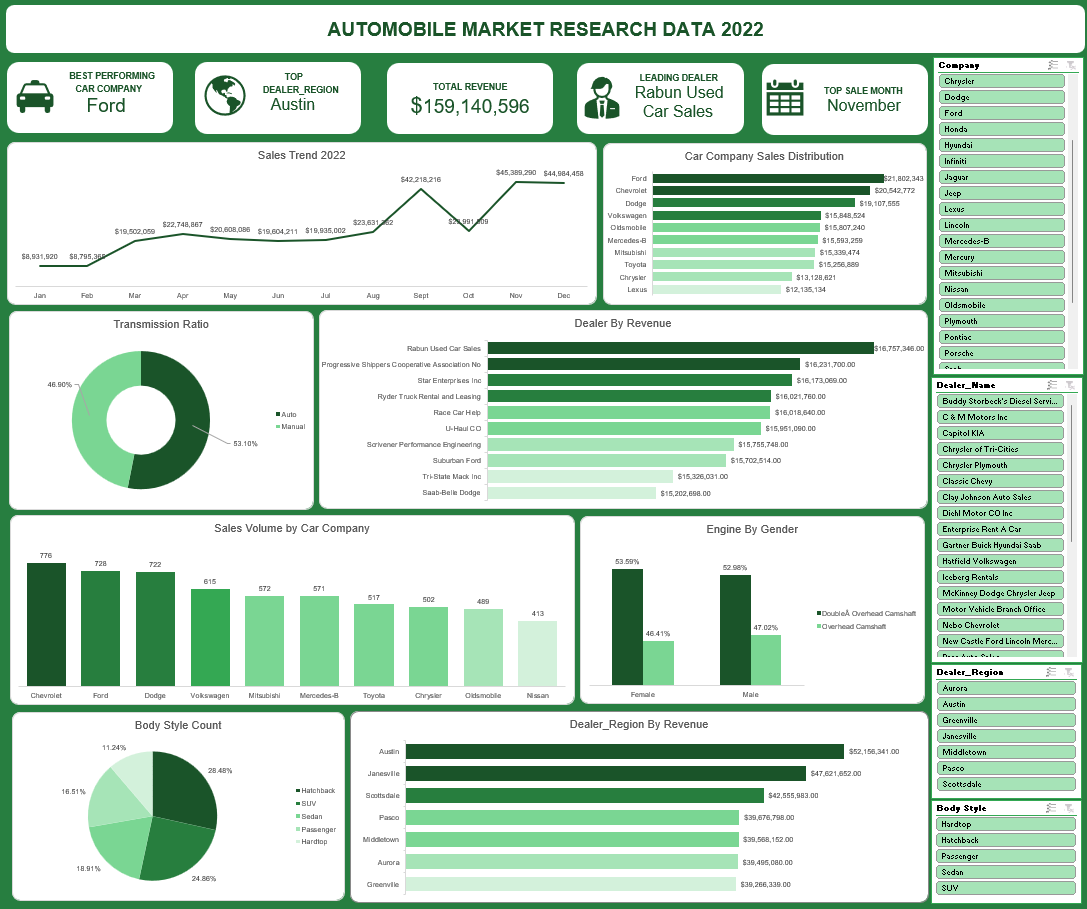 AUTOMOBILE MARKET RESEARCH DATA 2022
BEST PERFORMING
CAR COMPANY
Ford
TOP
DEALER_REGION
Austin
TOTAL REVENUE
$159,140,596
LEADING DEALER
Rabun Used
Car Sales
TOP SALE MONTH
November
Sales Trend 2022
$8,931,920
$8,795,366
$19,502,059
$22,748,867
$20,608,086
$19,604,211
$19,935,002
$42,218,216
$45,389,290
$44,984,458
Jan Feb Mar Apr May Jun Jul Aug Sept Oct Nov Dec
Car Company Sales Distribution
Ford $21,802,343
Chevrolet $20,542,772
Dodge $19,107,555
Volkswagen $15,848,524
Oldsmobile $15,807,240
Mercedes-B $15,593,259
Mitsubishi $15,339,474
Toyota $15,256,889
Chrysler $13,128,621
Lexus $12,135,134
Transmission Ratio
46.90%
53.10%
Auto
Manual
Dealer By Revenue
Rabun Used Car Sales $16,757,346.00
Progressive Shippers Cooperative Association No $16,231,700.00
Star Enterprises Inc $16,173,069.00
Ryder Truck Rental and Leasing $16,021,760.00
Race Car Help $16,018,640.00
U-Haul CO $15,951,090.00
Scrivener Performance Engineering $15,755,748.00
Suburban Ford $15,702,514.00
Tri-State Mack Inc $15,326,031.00
Saab-Belle Dodge $15,202,698.00
Sales Volume by Car Company
776 728 722 615 572 571 517 502 489 413
Chevrolet Ford Dodge Volkswagen Mitsubishi Mercedes-B Toyota Chrysler Oldsmobile Nissan
Engine By Gender
53.59%
46.41%
52.98%
47.02%
Female Male
DoubleÂ Overhead Camshaft
Overhead Camshaft
Body Style Count
11.24%
28.48%
16.51%
18.91%
24.86%
Hatchback
SUV
Sedan
Passenger
Hardtop
Dealer_Region By Revenue
Austin $52,156,341.00
Janesville $47,621,652.00
Scottsdale $42,555,983.00
Pasco $39,676,798.00
Middletown $39,568,152.00
Aurora $39,495,080.00
Greenville $39,266,339.00
Company
Chrysler
Dodge
Ford
Honda
Hyundai
Infiniti
Jaguar
Jeep
Lexus
Lincoln
Mercedes-B
Mercury
Mitsubishi
Nissan
Oldsmobile
Plymouth
Pontiac
Porsche
Dealer_Name
Buddy Storbeck's Diesel Servi...
C & M Motors Inc
Capitol KIA
Chrysler of Tri-Cities
Chrysler Plymouth
Classic Chevy
Clay Johnson Auto Sales
Diehl Motor CO Inc
Enterprise Rent A Car
Gartner Buick Hyundai Saab
Hatfield Volkswagen
Iceberg Rentals
McKinney Dodge Chrysler Jeep
Motor Vehicle Branch Office
Nebo Chevrolet
New Castle Ford Lincoln Merc...
Dealer_Region
Aurora
Austin
Greenville
Janesville
Middletown
Pasco
Scottsdale
Body Style
Hardtop
Hatchback
Passenger
Sedan
SUV